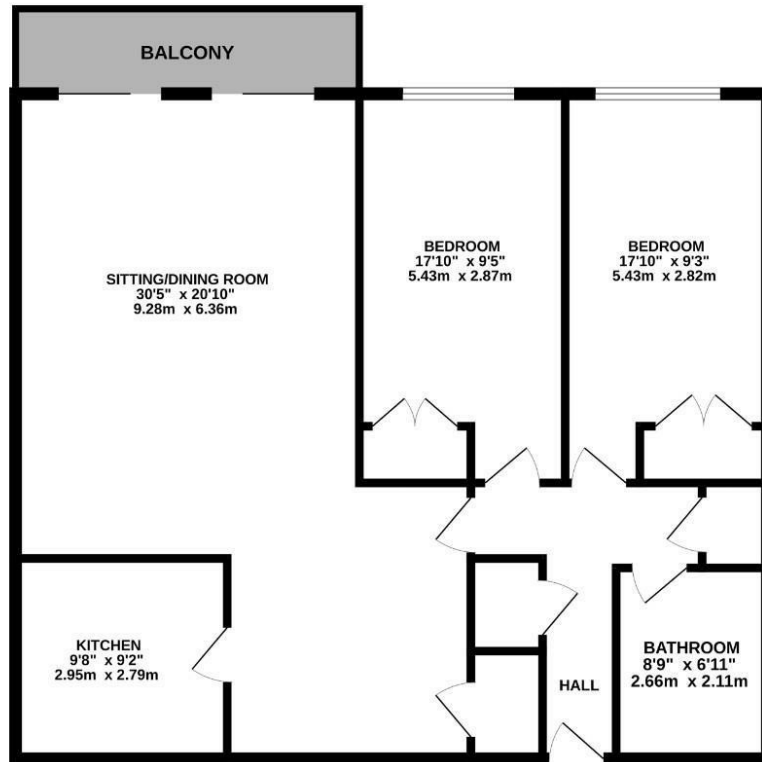 BALCONY
SITTING/DINING ROOM
30'5" x 20'10"
9.28m x 6.36m
BEDROOM
17'10" x 9'5"
5.43m x 2.87m
BEDROOM
17'10" x 9'3"
5.43m x 2.82m
KITCHEN
9'8" x 9'2"
2.95m x 2.79m
HALL
BATHROOM
8'9" x 6'11"
2.66m x 2.11m